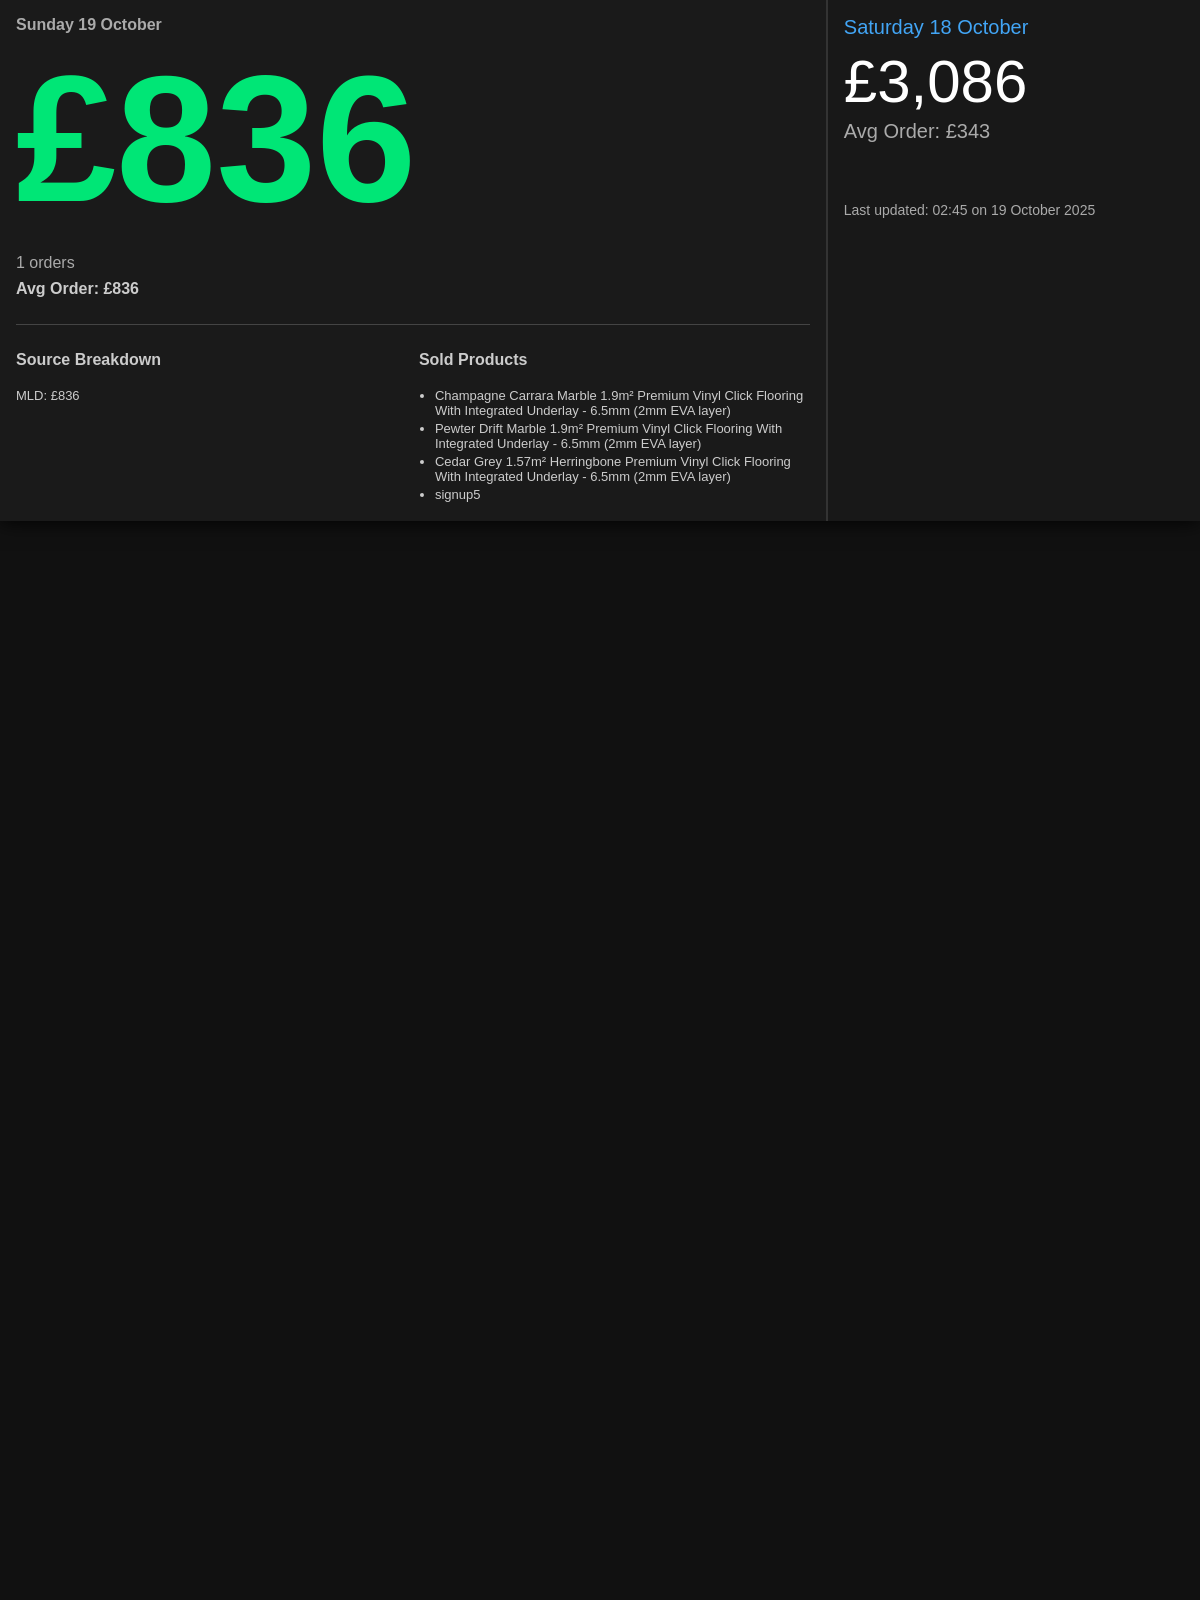 Sunday 19 October
£836
1 orders
Avg Order: £836
Source Breakdown
MLD: £836
Sold Products
• Champagne Carrara Marble 1.9m² Premium Vinyl Click Flooring
With Integrated Underlay - 6.5mm (2mm EVA layer)
• Pewter Drift Marble 1.9m² Premium Vinyl Click Flooring With
Integrated Underlay - 6.5mm (2mm EVA layer)
• Cedar Grey 1.57m² Herringbone Premium Vinyl Click Flooring
With Integrated Underlay - 6.5mm (2mm EVA layer)
• signup5
Saturday 18 October
£3,086
Avg Order: £343
Last updated: 02:45 on 19 October 2025